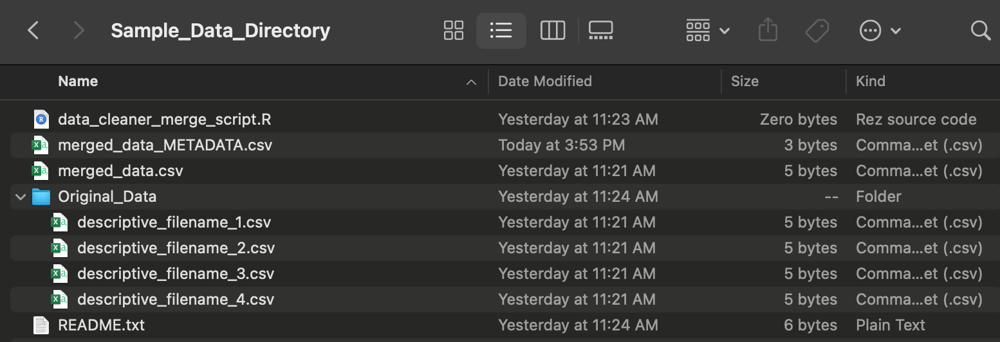 Sample_Data_Directory
Name Date Modified Size Kind
data_cleaner_merge_script.R Yesterday at 11:23 AM Zero bytes Rez source code
merged_data_METADATA.csv Today at 3:53 PM 3 bytes Comma...et (.csv)
merged_data.csv Yesterday at 11:21 AM 5 bytes Comma...et (.csv)
Original_Data Yesterday at 11:24 AM -- Folder
descriptive_filename_1.csv Yesterday at 11:21 AM 5 bytes Comma...et (.csv)
descriptive_filename_2.csv Yesterday at 11:21 AM 5 bytes Comma...et (.csv)
descriptive_filename_3.csv Yesterday at 11:21 AM 5 bytes Comma...et (.csv)
descriptive_filename_4.csv Yesterday at 11:21 AM 5 bytes Comma...et (.csv)
README.txt Yesterday at 11:24 AM 6 bytes Plain Text